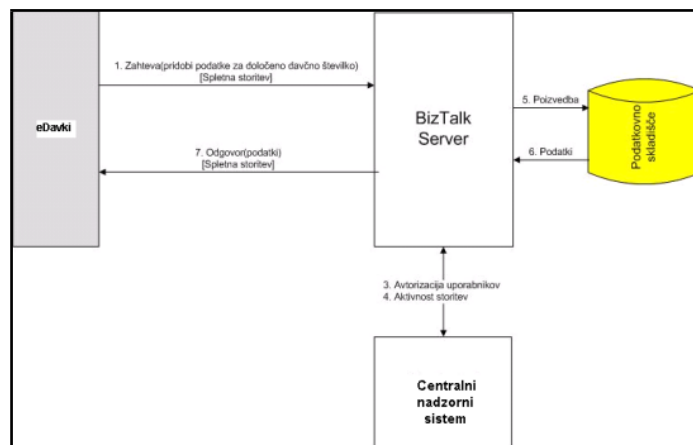 1. Zahteva(pridobi podatke za določeno davčno številko)
[Spletna storitev]
eDavki
BizTalk
Server
5. Poizvedba
6. Podatki
Podatkovno
skladišče
7. Odgovor(podatki)
[Spletna storitev]
3. Avtorizacija uporabnikov
4. Aktivnost storitev
Centralni
nadzorni
sistem